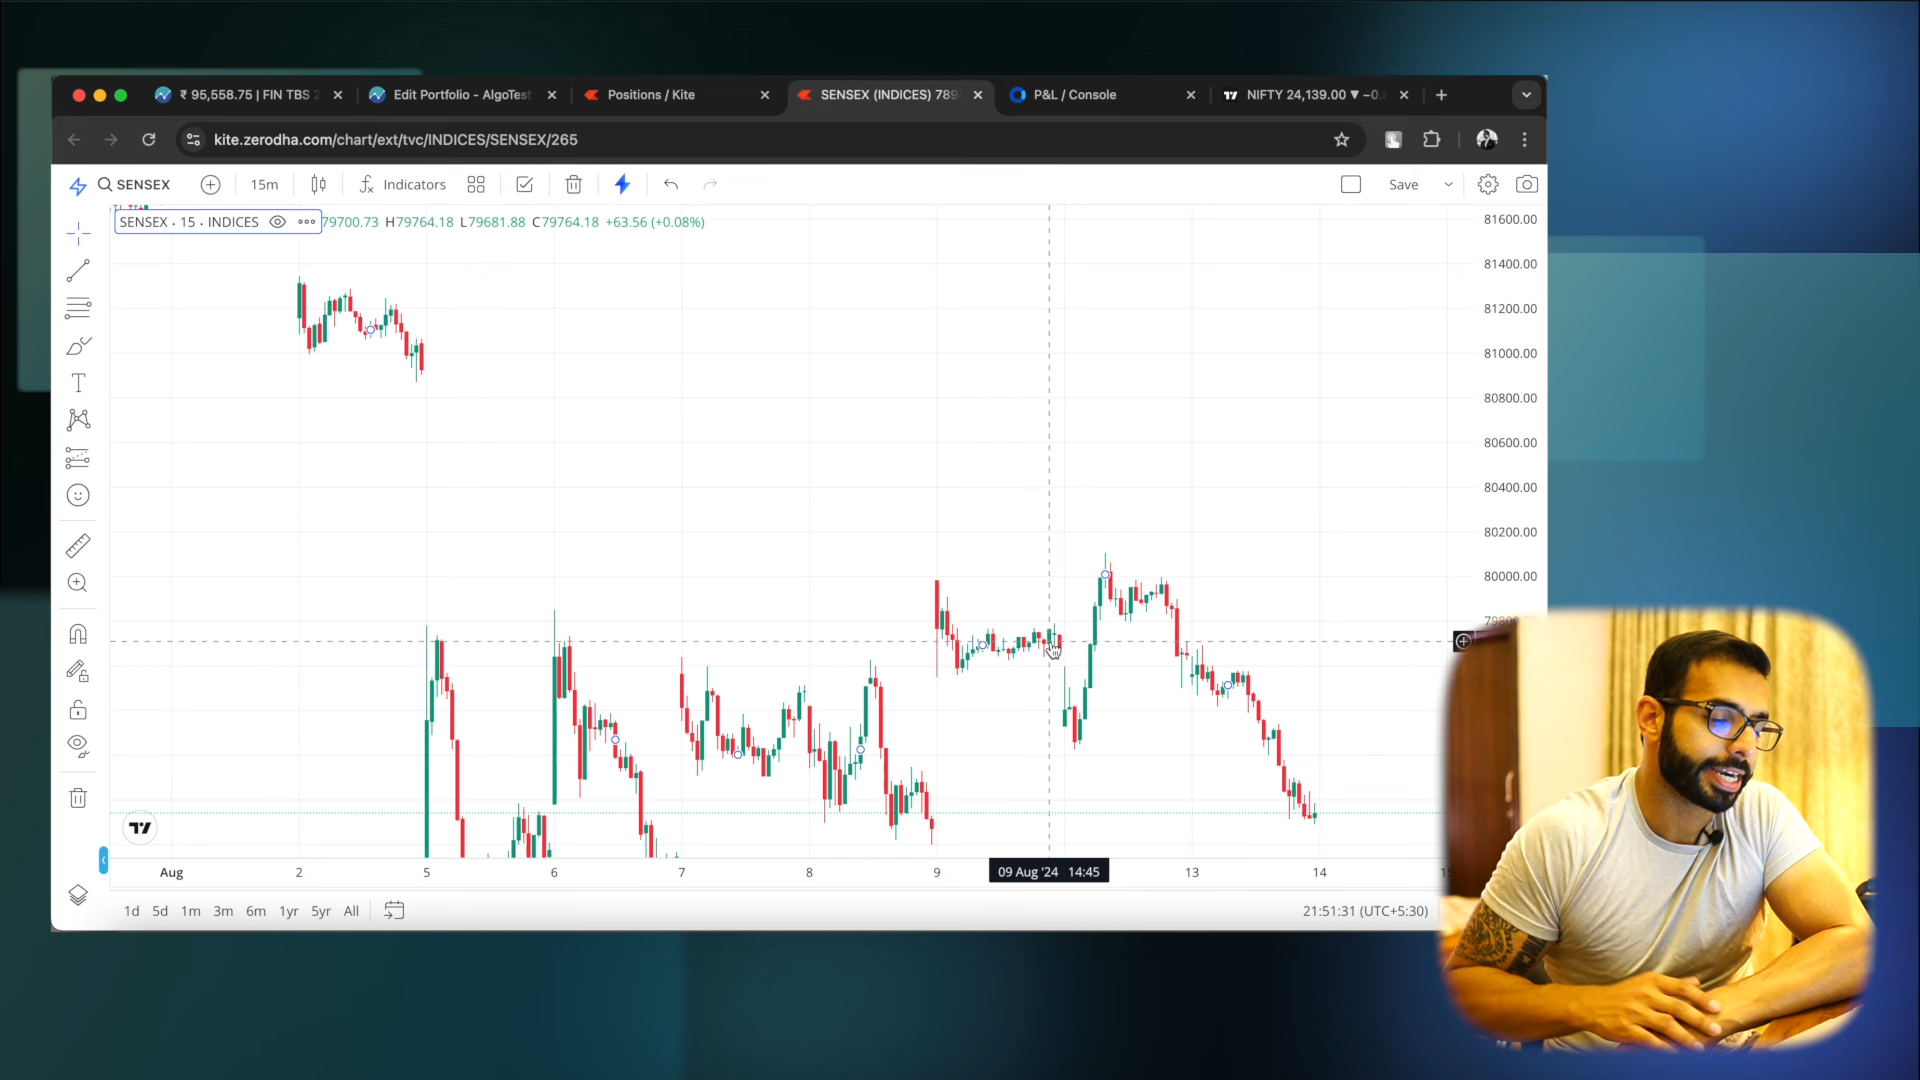 ₹ 95,558.75 | FIN TBS 2
Edit Portfolio - AlgoTest
Positions / Kite
SENSEX (INDICES) 789
P&L / Console
NIFTY 24,139.00 ▼ −0.
kite.zerodha.com/chart/ext/tvc/INDICES/SENSEX/265
SENSEX
15m
Indicators
Save
SENSEX · 15 · INDICES
79700.73 H79764.18 L79681.88 C79764.18 +63.56 (+0.08%)
81600.00
81400.00
81200.00
81000.00
80800.00
80600.00
80400.00
80200.00
80000.00
Aug 2 5 6 7 8 9 09 Aug '24 14:45 13 14
1d 5d 1m 3m 6m 1yr 5yr All
21:51:31 (UTC+5:30)